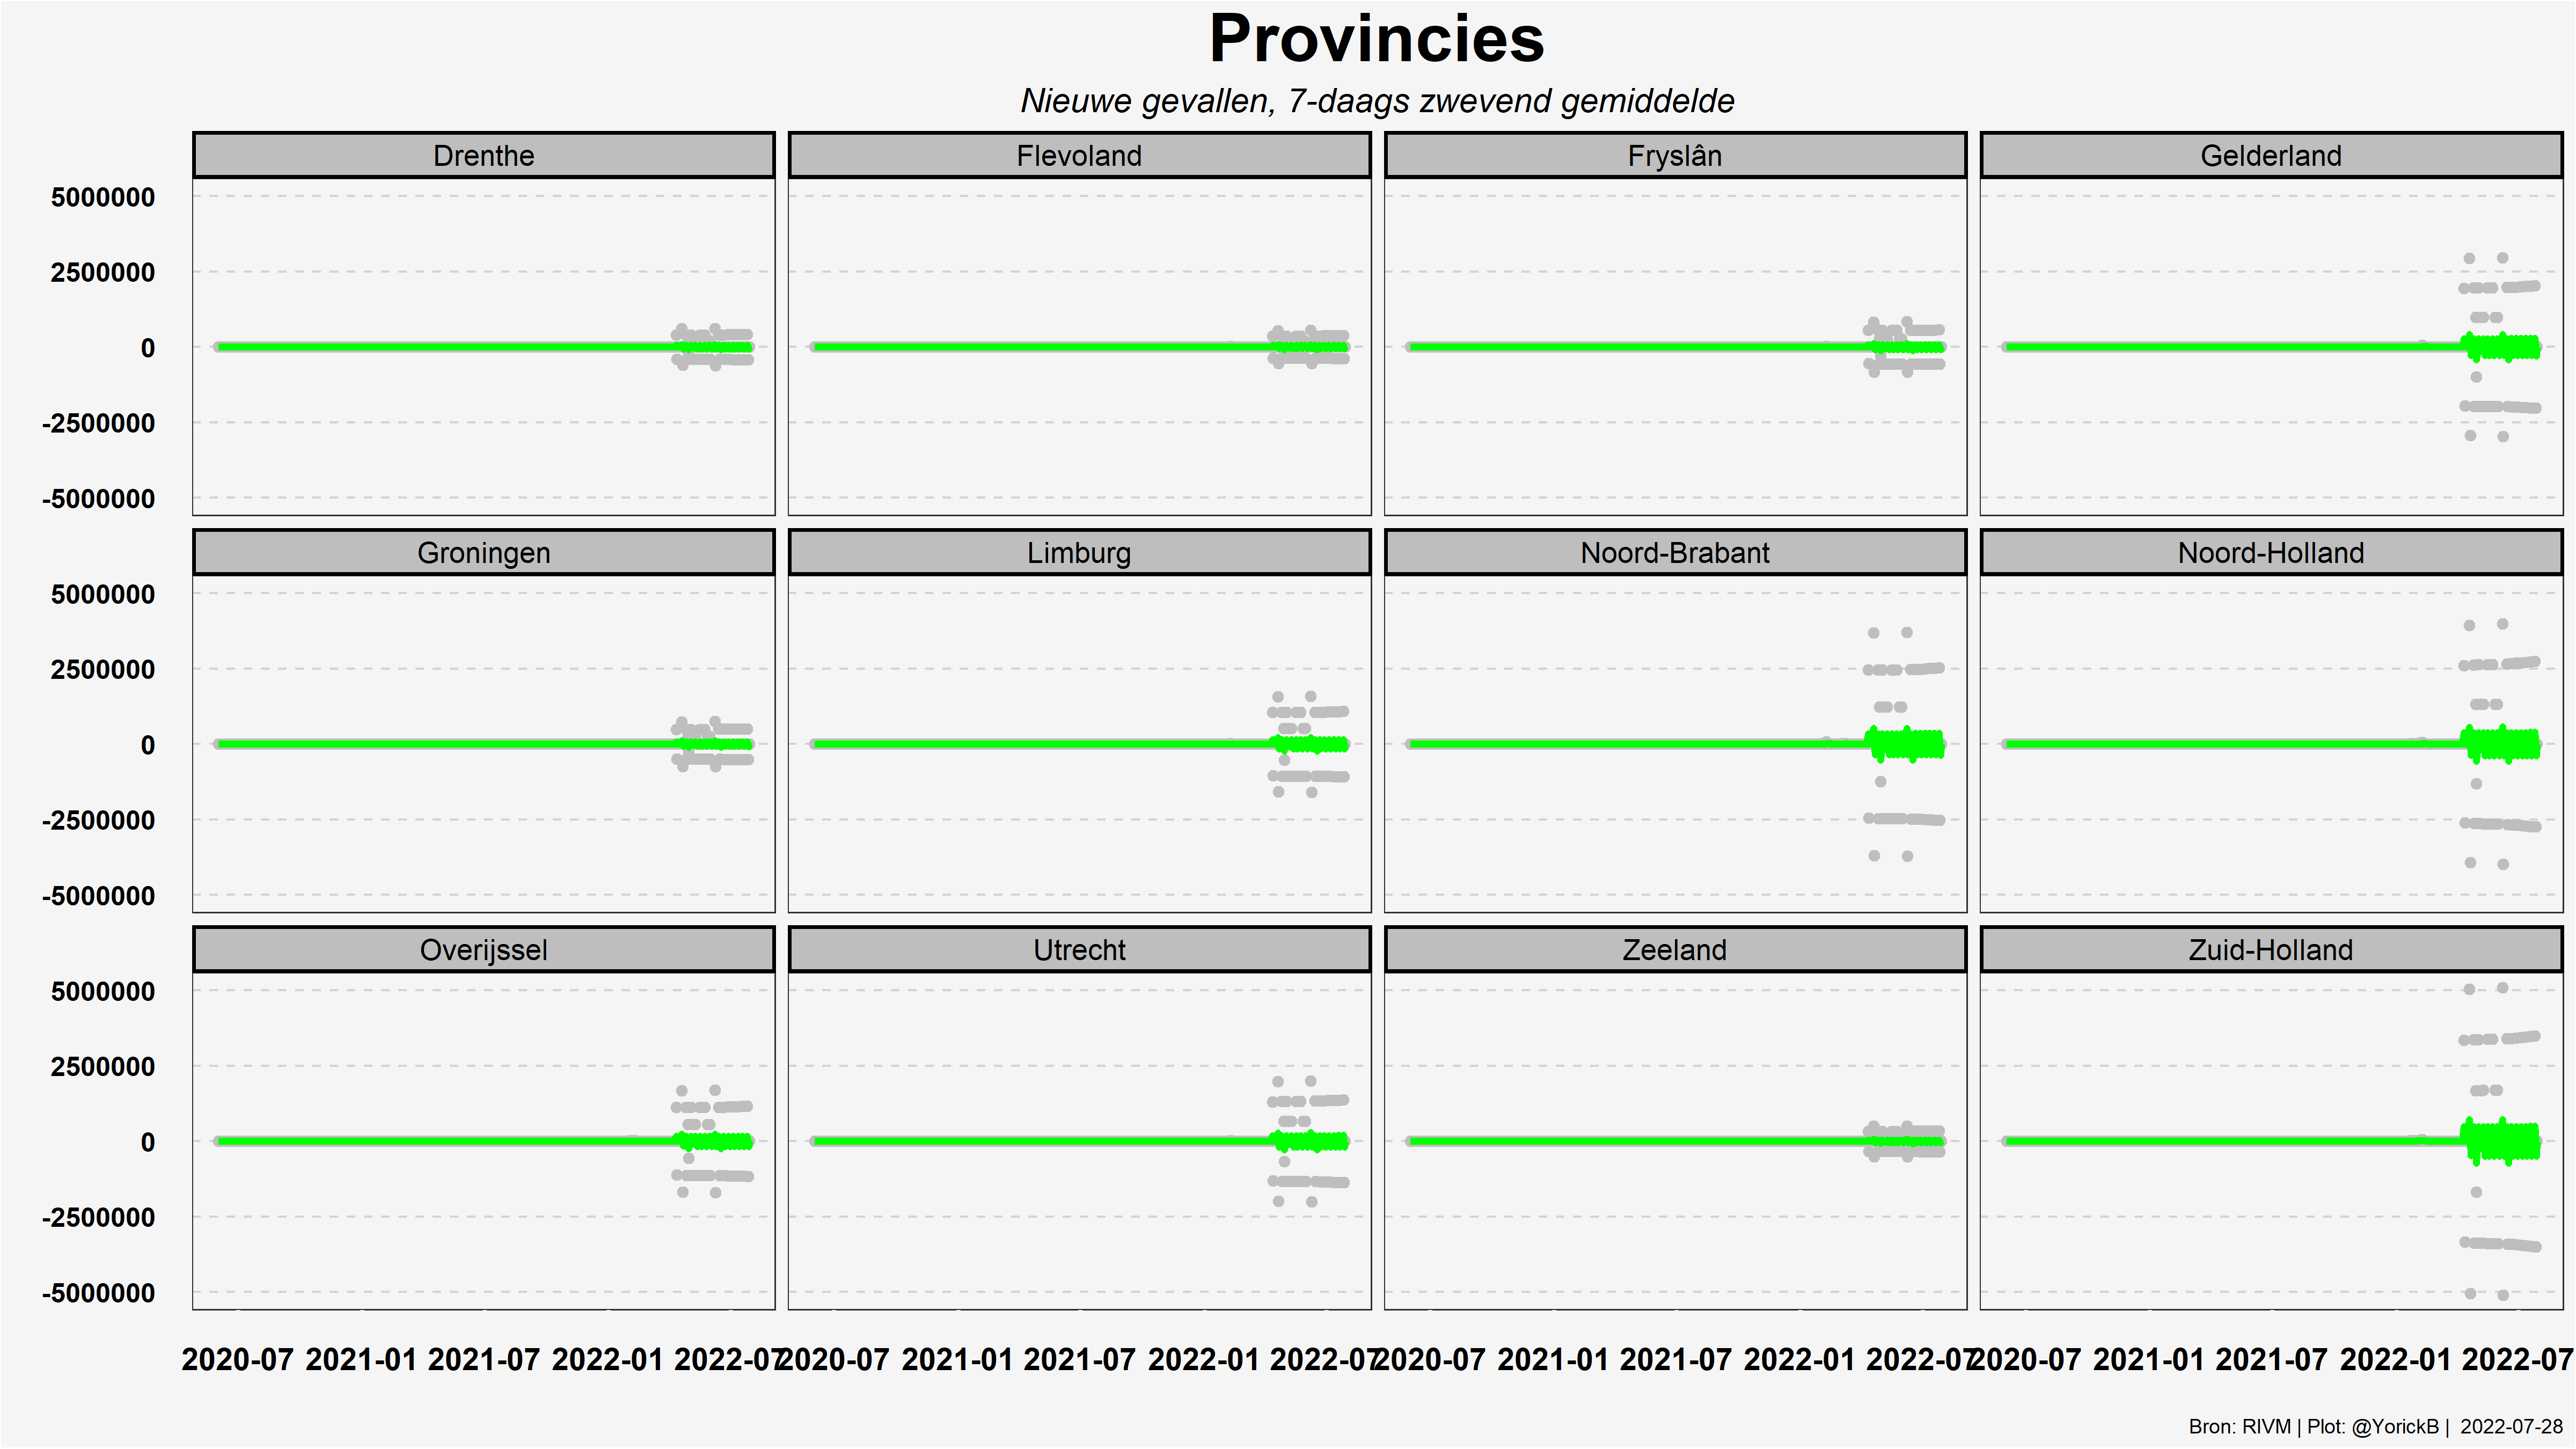 Provincies
Nieuwe gevallen, 7-daags zwevend gemiddelde
Drenthe Flevoland Fryslân Gelderland
5000000
2500000
0
-2500000
-5000000
Groningen Limburg Noord-Brabant Noord-Holland
5000000
2500000
0
-2500000
-5000000
Overijssel Utrecht Zeeland Zuid-Holland
5000000
2500000
0
-2500000
-5000000
2020-07 2021-01 2021-07 2022-01 2022-07 2020-07 2021-01 2021-07 2022-01 2022-07 2020-07 2021-01 2021-07 2022-01 2022-07 2020-07 2021-01 2021-07 2022-01 2022-07
Bron: RIVM | Plot: @YorickB | 2022-07-28